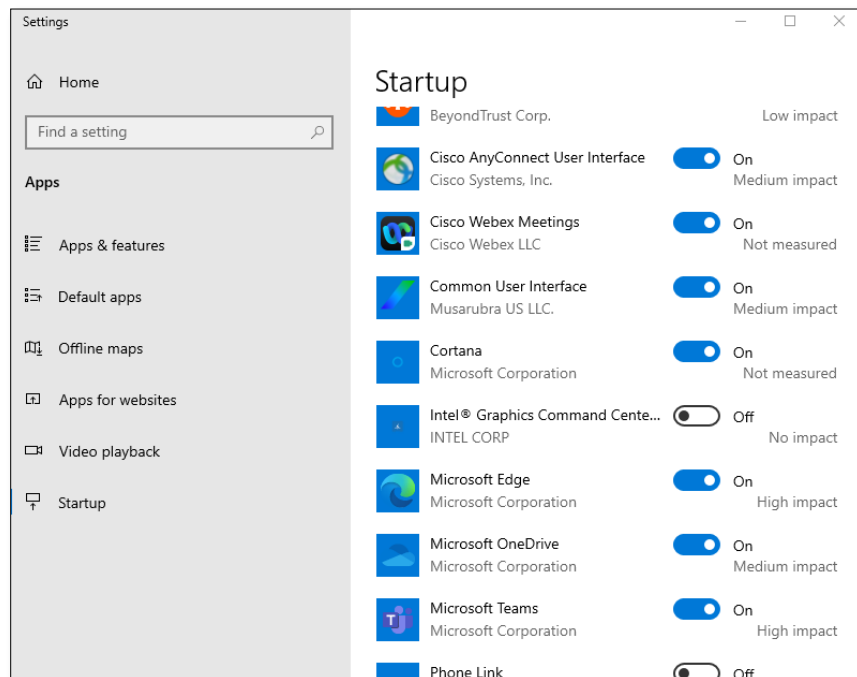 Settings
Home
Find a setting
Apps
Apps & features
Default apps
Offline maps
Apps for websites
Video playback
Startup
Startup
BeyondTrust Corp.
Low impact
Cisco AnyConnect User Interface
On
Cisco Systems, Inc.
Medium impact
Cisco Webex Meetings
On
Cisco Webex LLC
Not measured
Common User Interface
On
Musarubra US LLC.
Medium impact
Cortana
On
Microsoft Corporation
Not measured
Intel® Graphics Command Cente...
Off
INTEL CORP
No impact
Microsoft Edge
On
Microsoft Corporation
High impact
Microsoft OneDrive
On
Microsoft Corporation
Medium impact
Microsoft Teams
On
Microsoft Corporation
High impact
Phone Link
Off